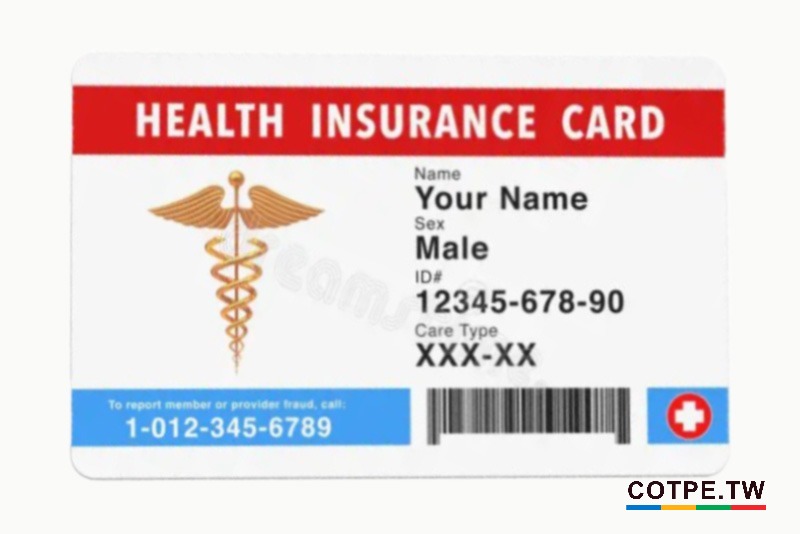 HEALTH INSURANCE CARD
Name
Your Name
Sex
Male
ID#
12345-678-90
Care Type
XXX-XX
To report member or provider fraud, call:
1-012-345-6789
COTPE.TW